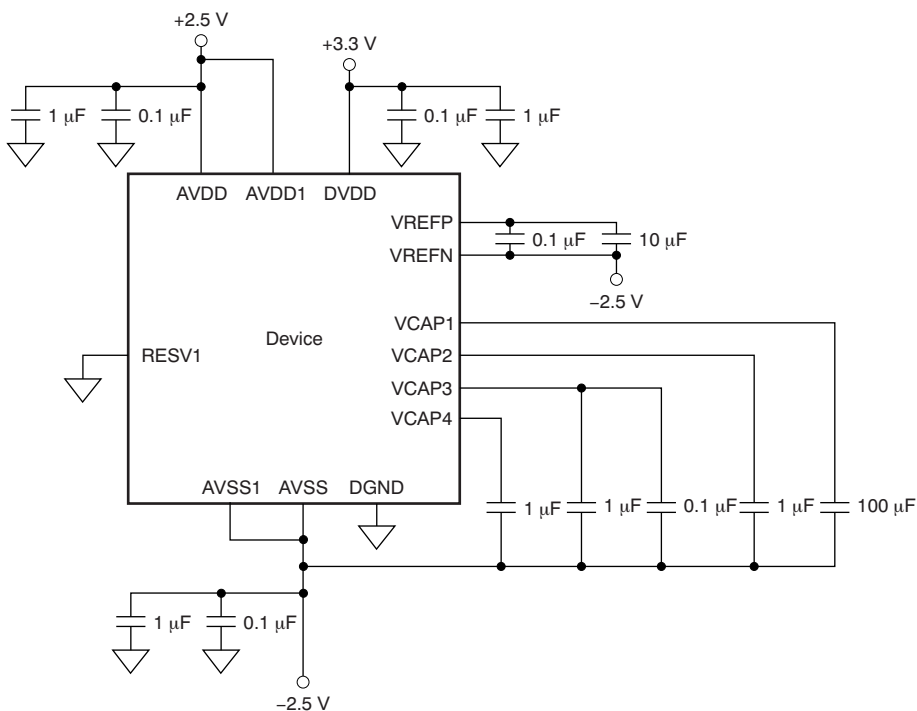 +2.5 V
+3.3 V
1 μF
0.1 μF
0.1 μF
1 μF
AVDD
AVDD1
DVDD
VREFP
VREFN
0.1 μF
10 μF
−2.5 V
VCAP1
VCAP2
VCAP3
VCAP4
RESV1
Device
AVSS1
AVSS
DGND
1 μF
1 μF
0.1 μF
1 μF
100 μF
1 μF
0.1 μF
−2.5 V